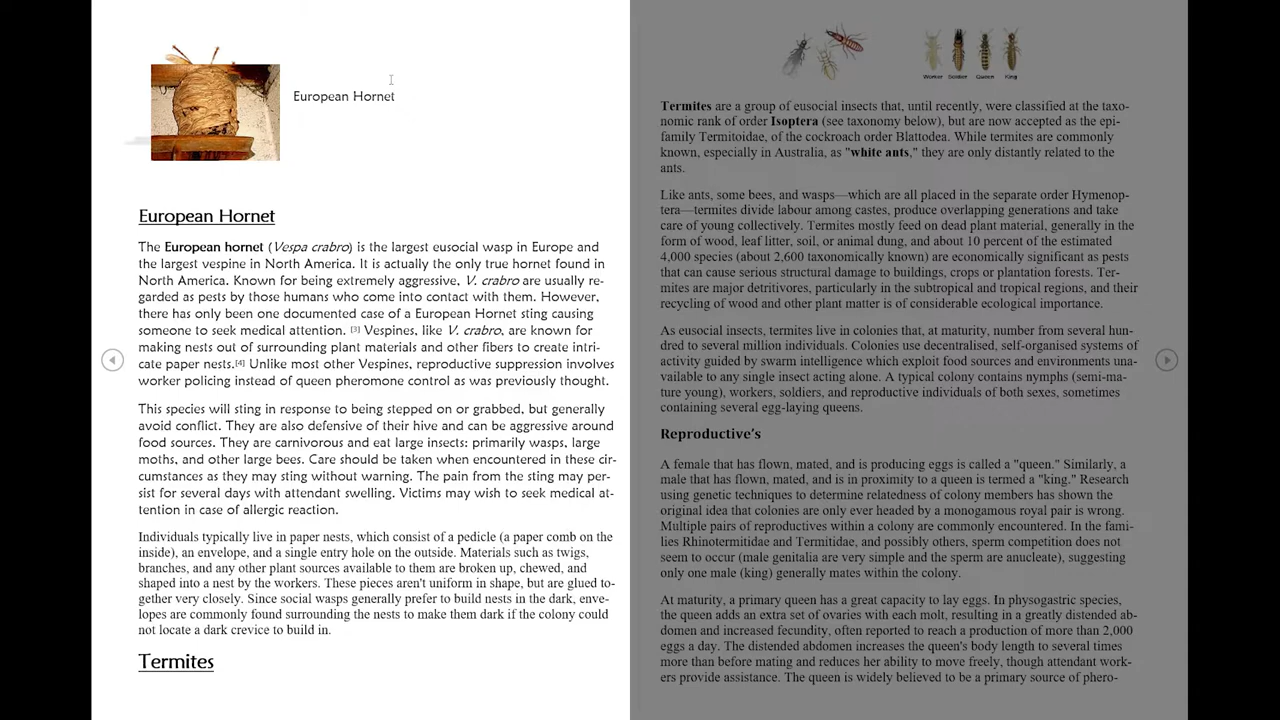 European Hornet
European Hornet
The European hornet (Vespa crabro) is the largest eusocial wasp in Europe and
the largest vespine in North America. It is actually the only true hornet found in
North America. Known for being extremely aggressive, V. crabro are usually re-
garded as pests by those humans who come into contact with them. However,
there has only been one documented case of a European Hornet sting causing
someone to seek medical attention. [3] Vespines, like V. crabro, are known for
making nests out of surrounding plant materials and other fibers to create intri-
cate paper nests.[4] Unlike most other Vespines, reproductive suppression involves
worker policing instead of queen pheromone control as was previously thought.
This species will sting in response to being stepped on or grabbed, but generally
avoid conflict. They are also defensive of their hive and can be aggressive around
food sources. They are carnivorous and eat large insects: primarily wasps, large
moths, and other large bees. Care should be taken when encountered in these cir-
cumstances as they may sting without warning. The pain from the sting may per-
sist for several days with attendant swelling. Victims may wish to seek medical at-
tention in case of allergic reaction.
Individuals typically live in paper nests, which consist of a pedicle (a paper comb on the
inside), an envelope, and a single entry hole on the outside. Materials such as twigs,
branches, and any other plant sources available to them are broken up, chewed, and
shaped into a nest by the workers. These pieces aren't uniform in shape, but are glued to-
gether very closely. Since social wasps generally prefer to build nests in the dark, enve-
lopes are commonly found surrounding the nests to make them dark if the colony could
not locate a dark crevice to build in.
Termites
Worker Soldier Queen King
Termites are a group of eusocial insects that, until recently, were classified at the taxo-
nomic rank of order Isoptera (see taxonomy below), but are now accepted as the epi-
family Termitoidae, of the cockroach order Blattodea. While termites are commonly
known, especially in Australia, as "white ants," they are only distantly related to the
ants.
Like ants, some bees, and wasps—which are all placed in the separate order Hymenop-
tera—termites divide labour among castes, produce overlapping generations and take
care of young collectively. Termites mostly feed on dead plant material, generally in the
form of wood, leaf litter, soil, or animal dung, and about 10 percent of the estimated
4,000 species (about 2,600 taxonomically known) are economically significant as pests
that can cause serious structural damage to buildings, crops or plantation forests. Ter-
mites are major detritivores, particularly in the subtropical and tropical regions, and their
recycling of wood and other plant matter is of considerable ecological importance.
As eusocial insects, termites live in colonies that, at maturity, number from several hun-
dred to several million individuals. Colonies use decentralised, self-organised systems of
activity guided by swarm intelligence which exploit food sources and environments una-
vailable to any single insect acting alone. A typical colony contains nymphs (semi-ma-
ture young), workers, soldiers, and reproductive individuals of both sexes, sometimes
containing several egg-laying queens.
Reproductive's
A female that has flown, mated, and is producing eggs is called a "queen." Similarly, a
male that has flown, mated, and is in proximity to a queen is termed a "king." Research
using genetic techniques to determine relatedness of colony members has shown the
original idea that colonies are only ever headed by a monogamous royal pair is wrong.
Multiple pairs of reproductives within a colony are commonly encountered. In the fami-
lies Rhinotermitidae and Termitidae, and possibly others, sperm competition does not
seem to occur (male genitalia are very simple and the sperm are anucleate), suggesting
only one male (king) generally mates within the colony.
At maturity, a primary queen has a great capacity to lay eggs. In physogastric species,
the queen adds an extra set of ovaries with each molt, resulting in a greatly distended ab-
domen and increased fecundity, often reported to reach a production of more than 2,000
eggs a day. The distended abdomen increases the queen's body length to several times
more than before mating and reduces her ability to move freely, though attendant work-
ers provide assistance. The queen is widely believed to be a primary source of phero-